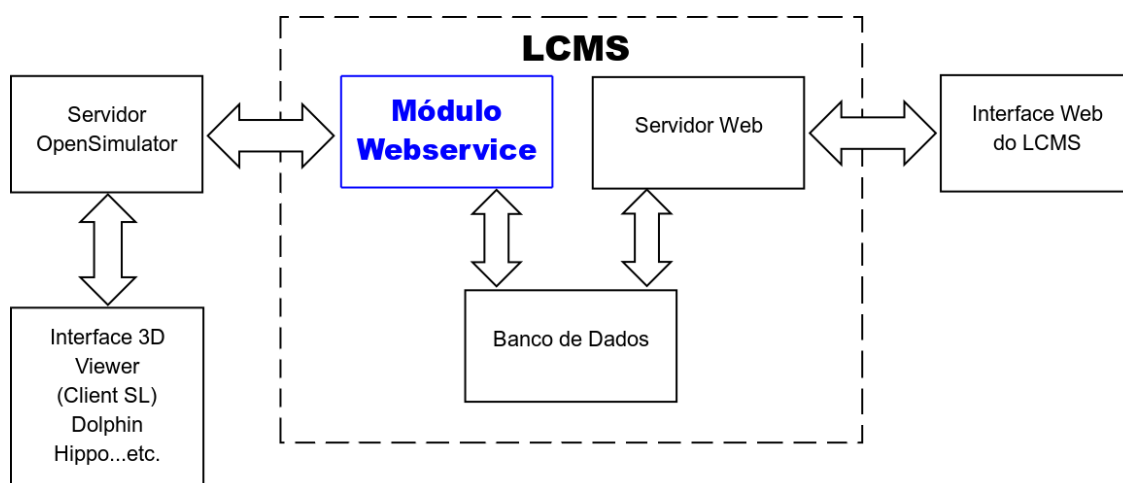 LCMS
Servidor
OpenSimulator
Módulo
Webservice
Servidor Web
Interface Web
do LCMS
Interface 3D
Viewer
(Client SL)
Dolphin
Hippo...etc.
Banco de Dados